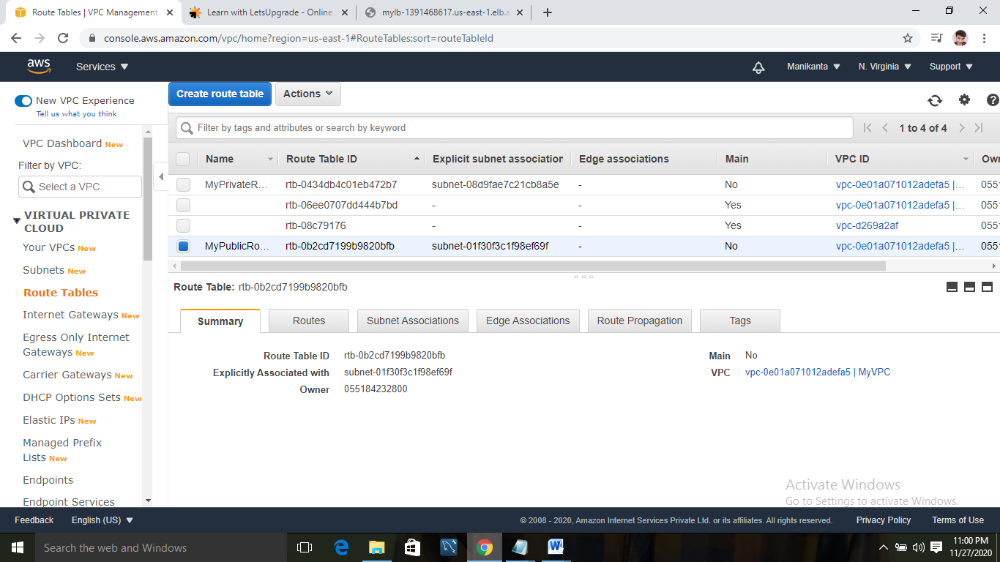 Route Tables | VPC Management
Learn with LetsUpgrade - Online
mylb-1391468617.us-east-1.elb.a
console.aws.amazon.com/vpc/home?region=us-east-1#RouteTables:sort=routeTableId
aws
Services
Manikanta
N. Virginia
Support
New VPC Experience
Tell us what you think
Create route table
Actions
VPC Dashboard New
Filter by VPC:
Select a VPC
VIRTUAL PRIVATE
CLOUD
Your VPCs New
Subnets New
Route Tables
Internet Gateways New
Egress Only Internet
Gateways New
Carrier Gateways New
DHCP Options Sets New
Elastic IPs New
Managed Prefix
Lists New
Endpoints
Endpoint Services
Filter by tags and attributes or search by keyword
1 to 4 of 4
Name Route Table ID Explicit subnet association Edge associations Main VPC ID Own
MyPrivateR... rtb-0434db4c01eb472b7 subnet-08d9fae7c21cb8a5e - No vpc-0e01a071012adefa5 |... 0551
rtb-06ee0707dd444b7bd - - Yes vpc-0e01a071012adefa5 |... 0551
rtb-08c79176 - - Yes vpc-d269a2af 0551
MyPublicRo... rtb-0b2cd7199b9820bfb subnet-01f30f3c1f98ef69f - No vpc-0e01a071012adefa5 |... 0551
Route Table: rtb-0b2cd7199b9820bfb
Summary Routes Subnet Associations Edge Associations Route Propagation Tags
Route Table ID rtb-0b2cd7199b9820bfb Main No
Explicitly Associated with subnet-01f30f3c1f98ef69f VPC vpc-0e01a071012adefa5 | MyVPC
Owner 055184232800
Activate Windows
Go to Settings to activate Windows.
Feedback English (US)
© 2008 - 2020, Amazon Internet Services Private Ltd. or its affiliates. All rights reserved. Privacy Policy Terms of Use
Search the web and Windows
11:00 PM
11/27/2020